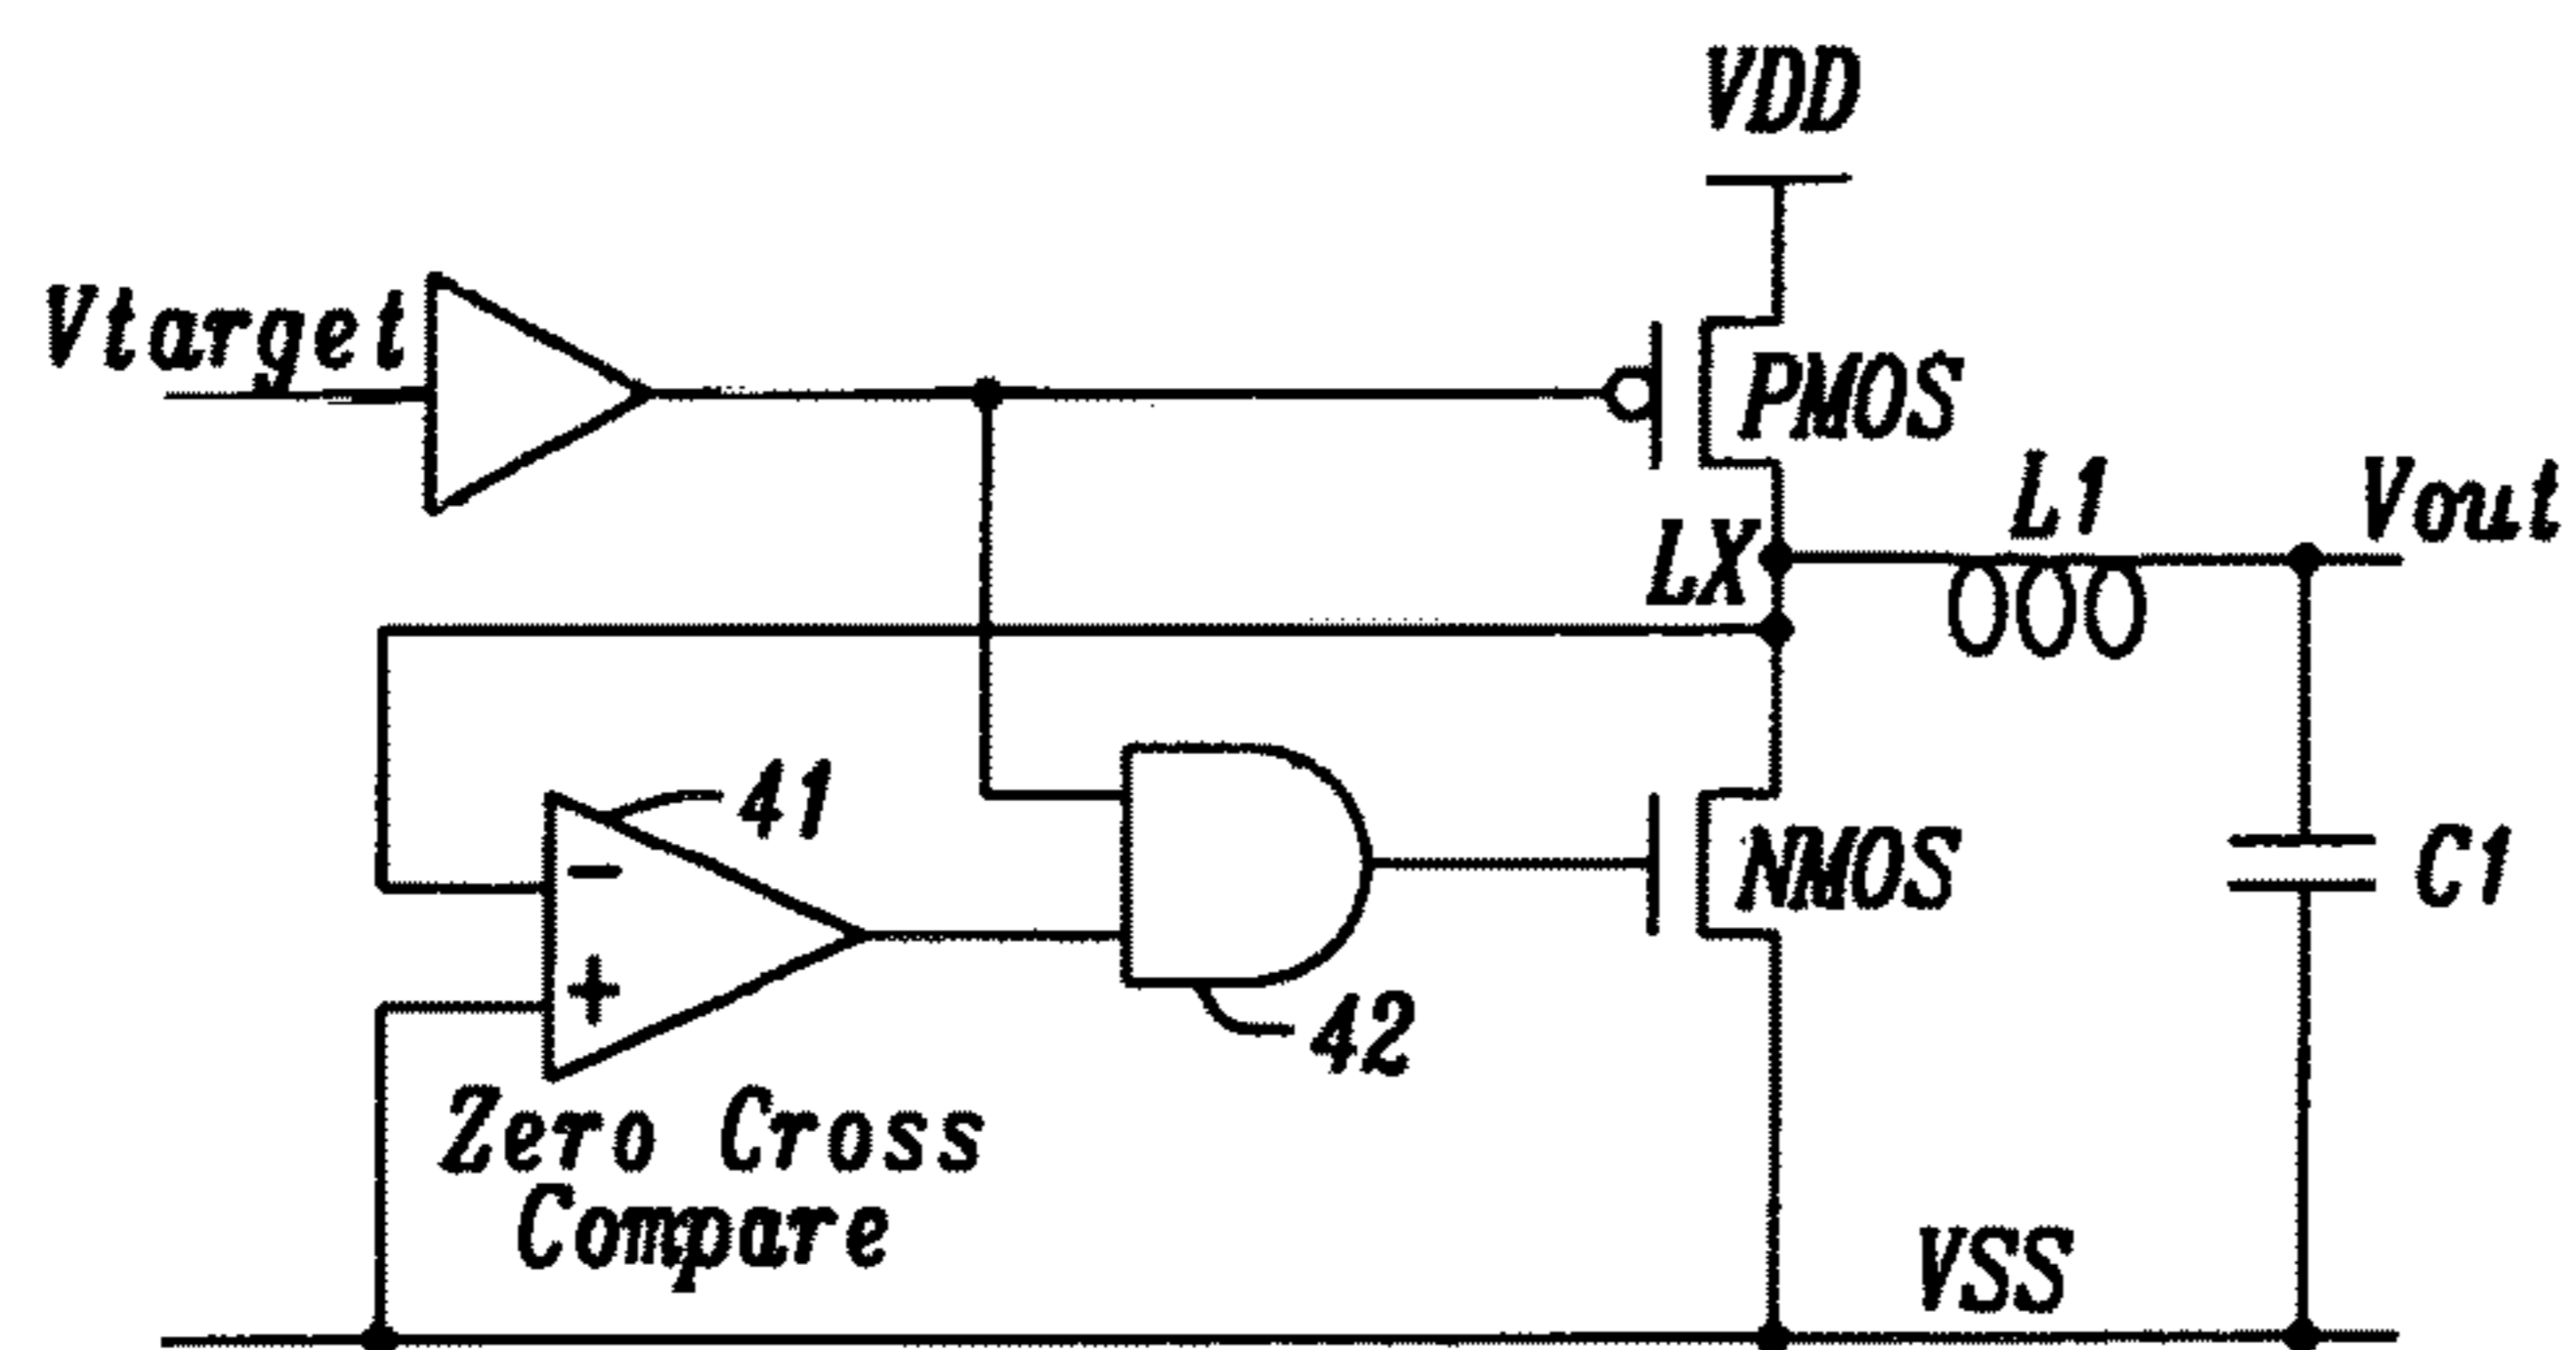 VDD
Vtarget
PMOS
L1
Vout
LX
41
-
+
NMOS
C1
42
Zero Cross
Compare
VSS